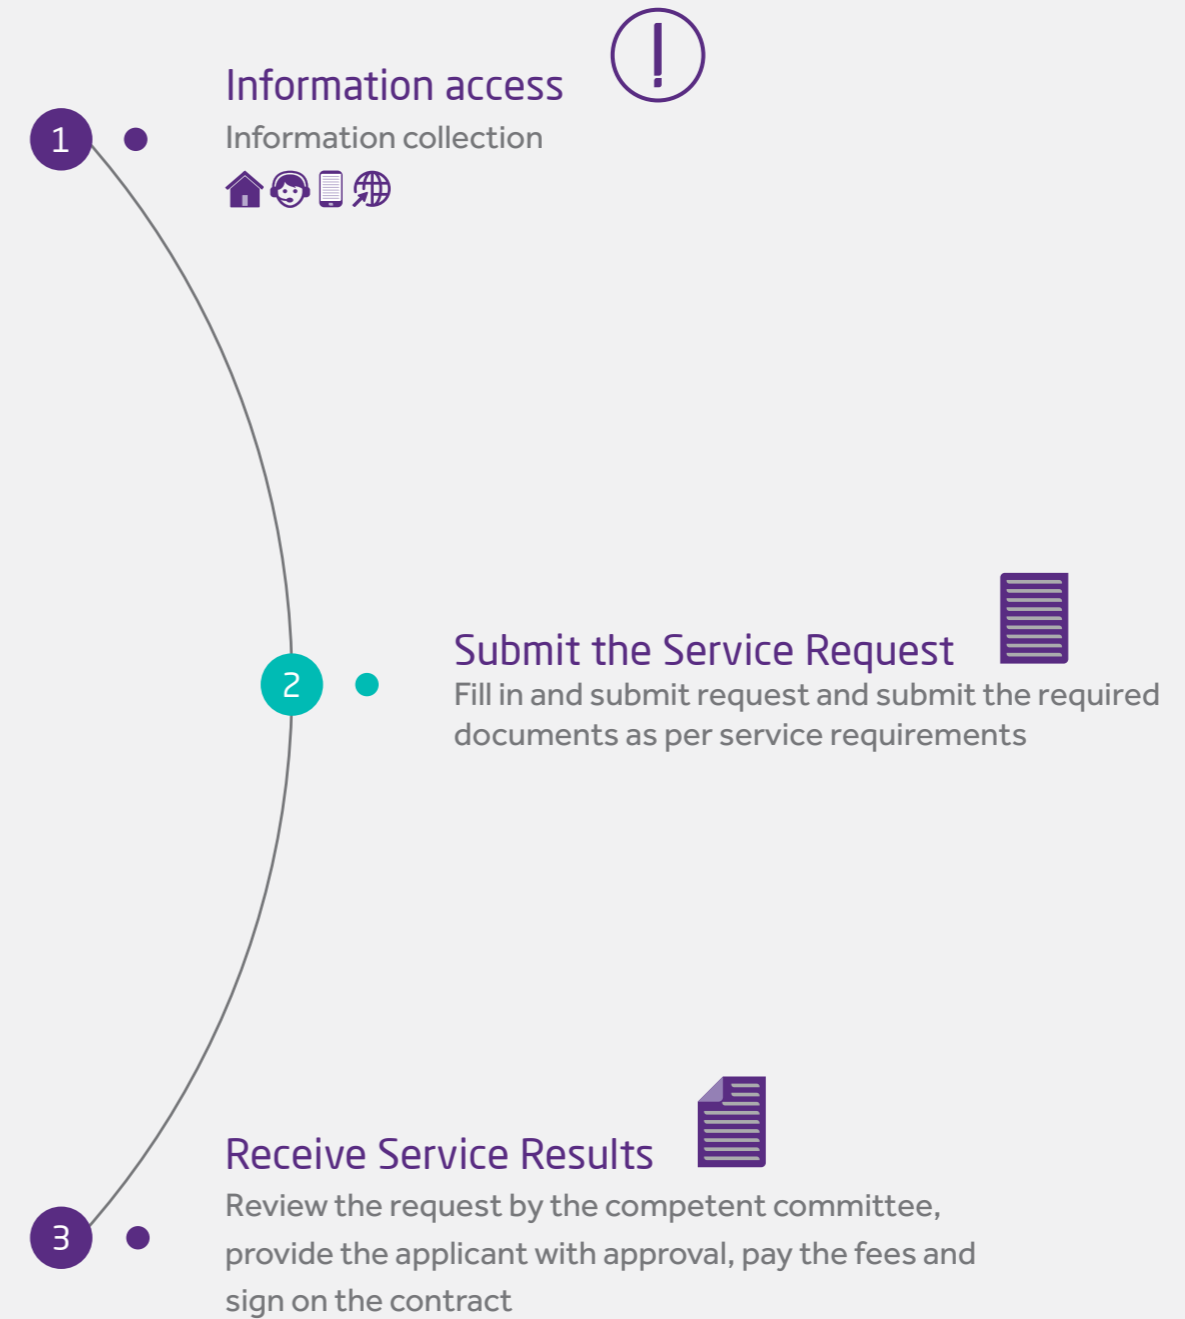 Information access
1
Information collection
Submit the Service Request
2
Fill in and submit request and submit the required
documents as per service requirements
Receive Service Results
Review the request by the competent committee,
3
provide the applicant with approval, pay the fees and
sign on the contract